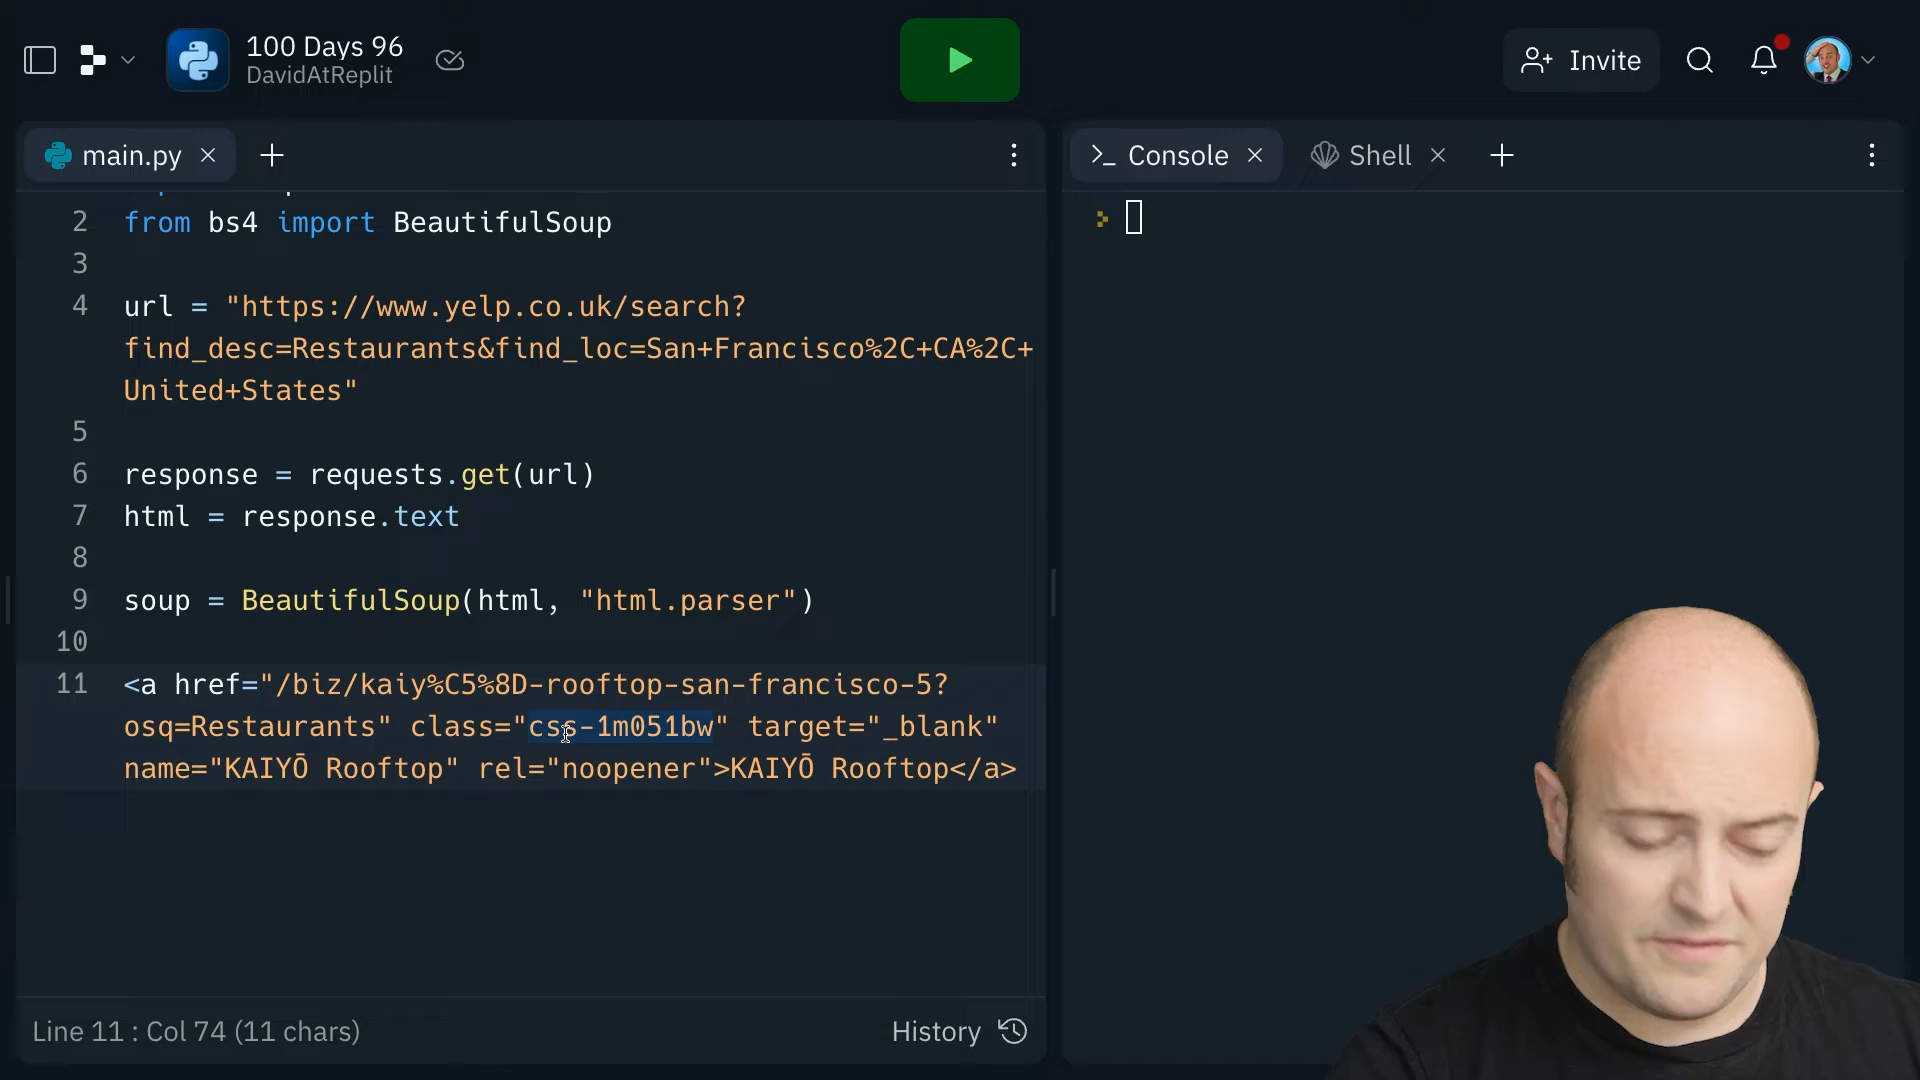 100 Days 96
DavidAtReplit
Invite
main.py
Console
Shell
2 from bs4 import BeautifulSoup
3
4 url = "https://www.yelp.co.uk/search?
find_desc=Restaurants&find_loc=San+Francisco%2C+CA%2C+
United+States"
5
6 response = requests.get(url)
7 html = response.text
8
9 soup = BeautifulSoup(html, "html.parser")
10
11 <a href="/biz/kaiy%C5%8D-rooftop-san-francisco-5?
osq=Restaurants" class="css-1m051bw" target="_blank"
name="KAIYŌ Rooftop" rel="noopener">KAIYŌ Rooftop</a>
Line 11 : Col 74 (11 chars)
History